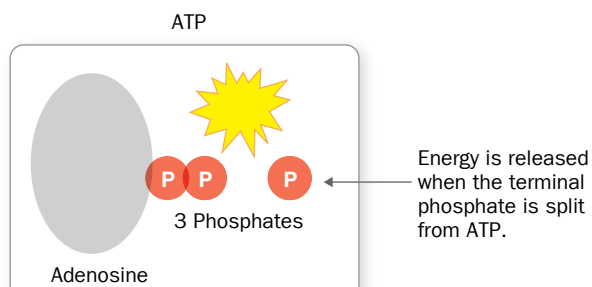 ATP
P P P
3 Phosphates
Adenosine
Energy is released
when the terminal
phosphate is split
from ATP.